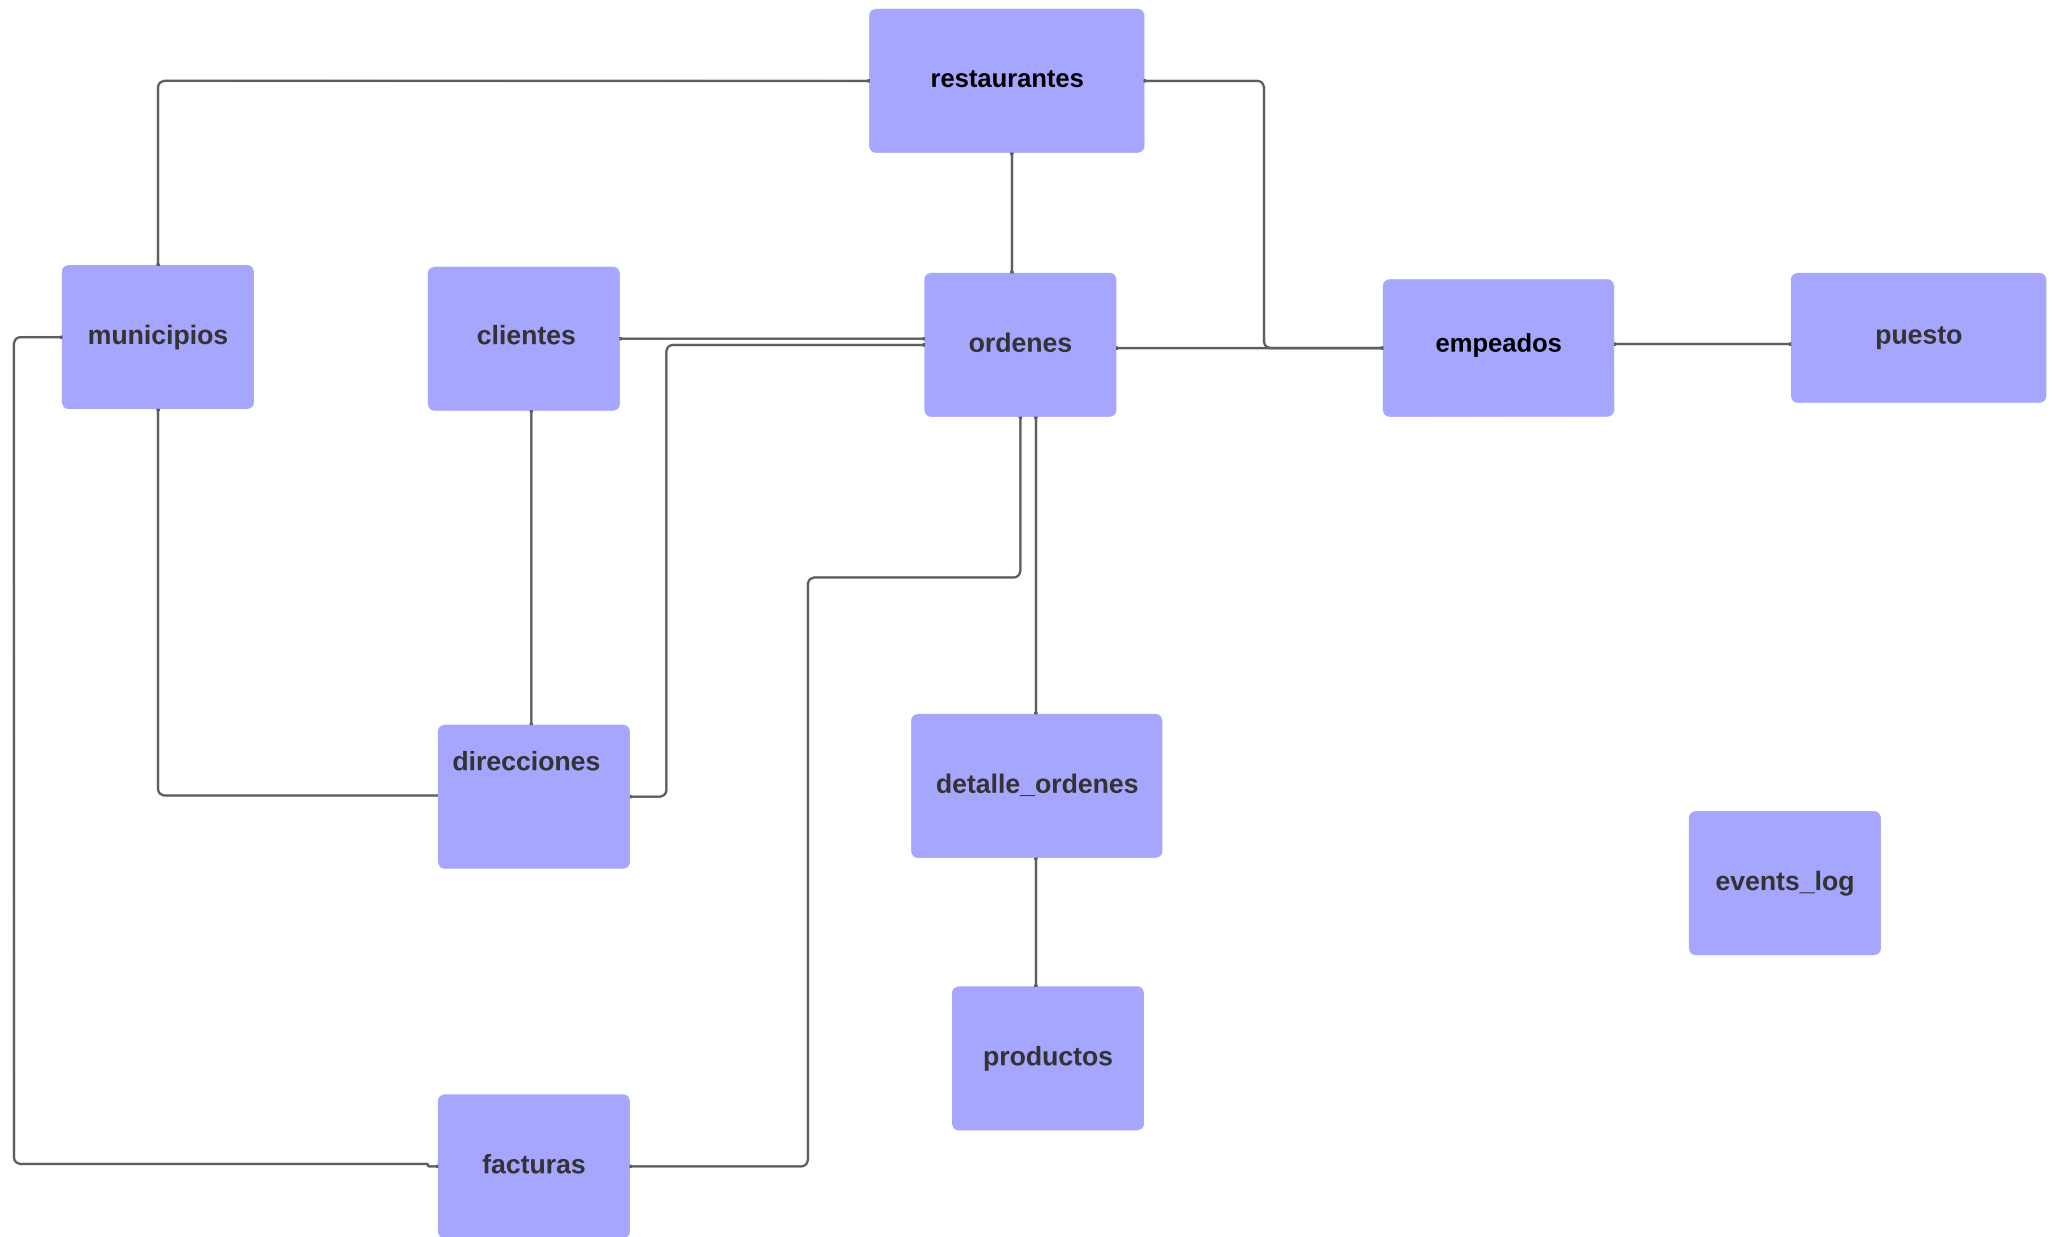 restaurantes
municipios
clientes
ordenes
empeados
puesto
direcciones
detalle_ordenes
events_log
productos
facturas